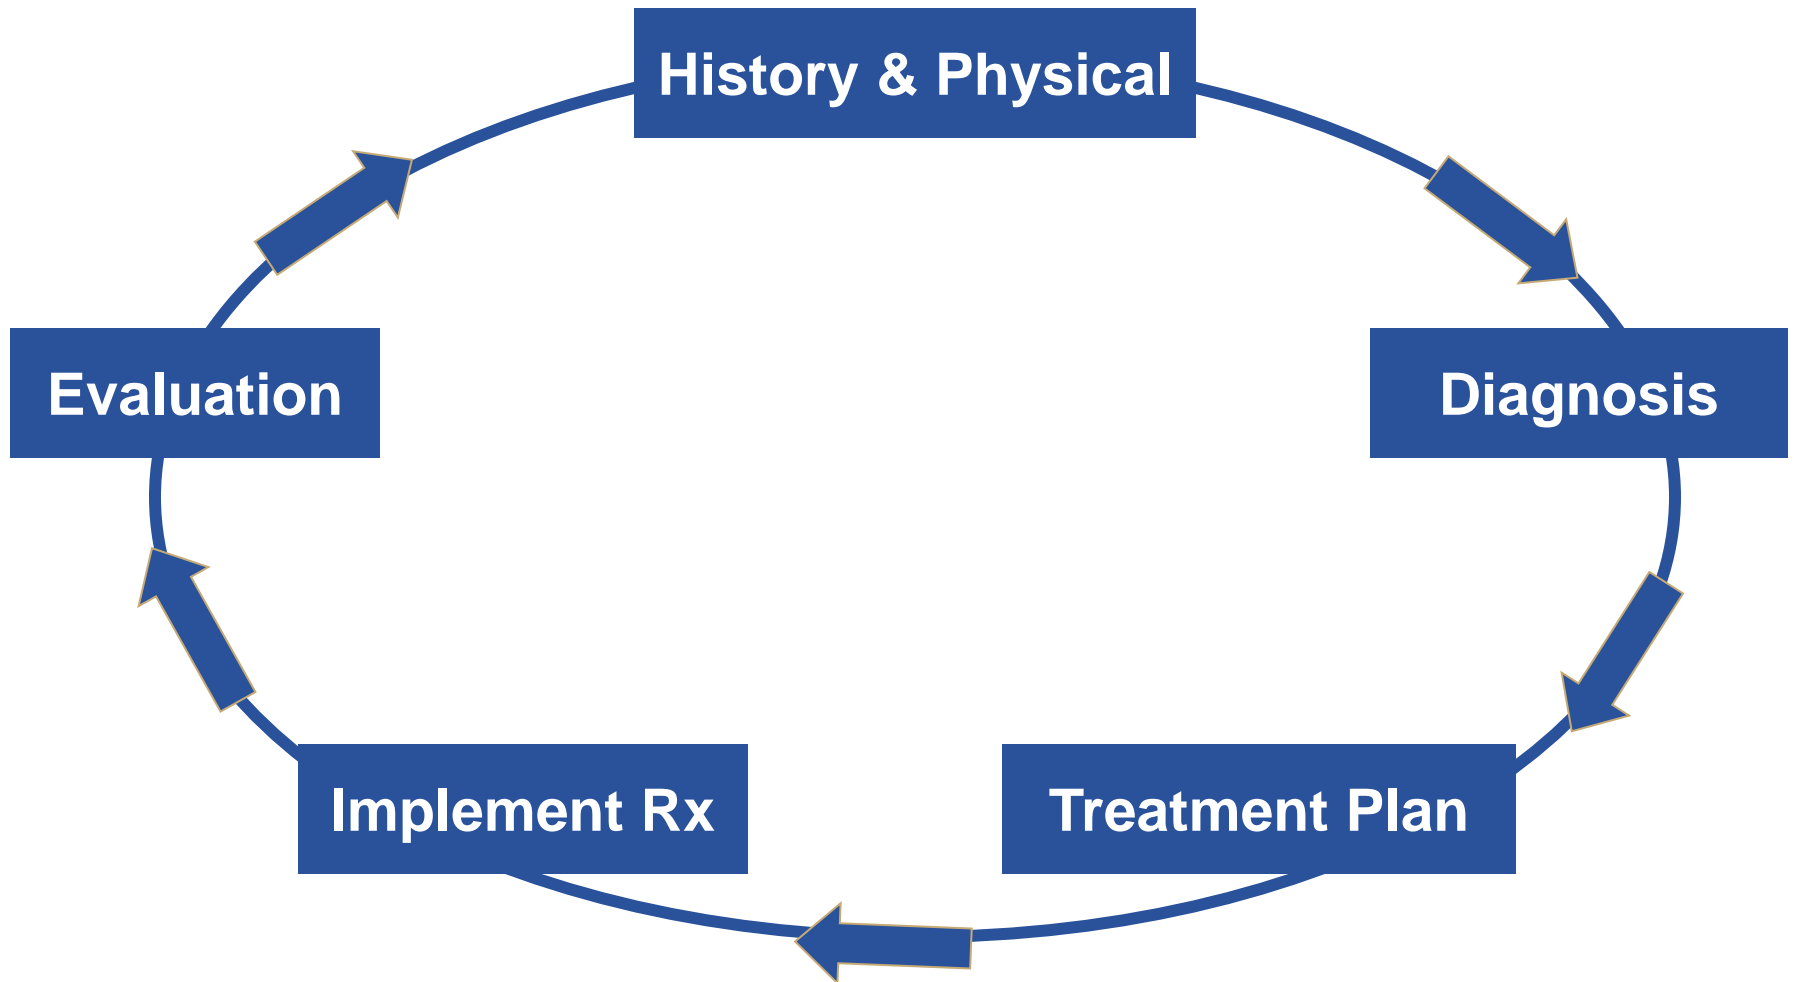 History & Physical
Evaluation
Diagnosis
Implement Rx
Treatment Plan